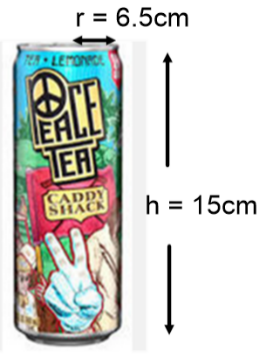 r = 6.5cm
TEA • LEMONADE
PEACE
TEA
CADDY
SHACK
h = 15cm